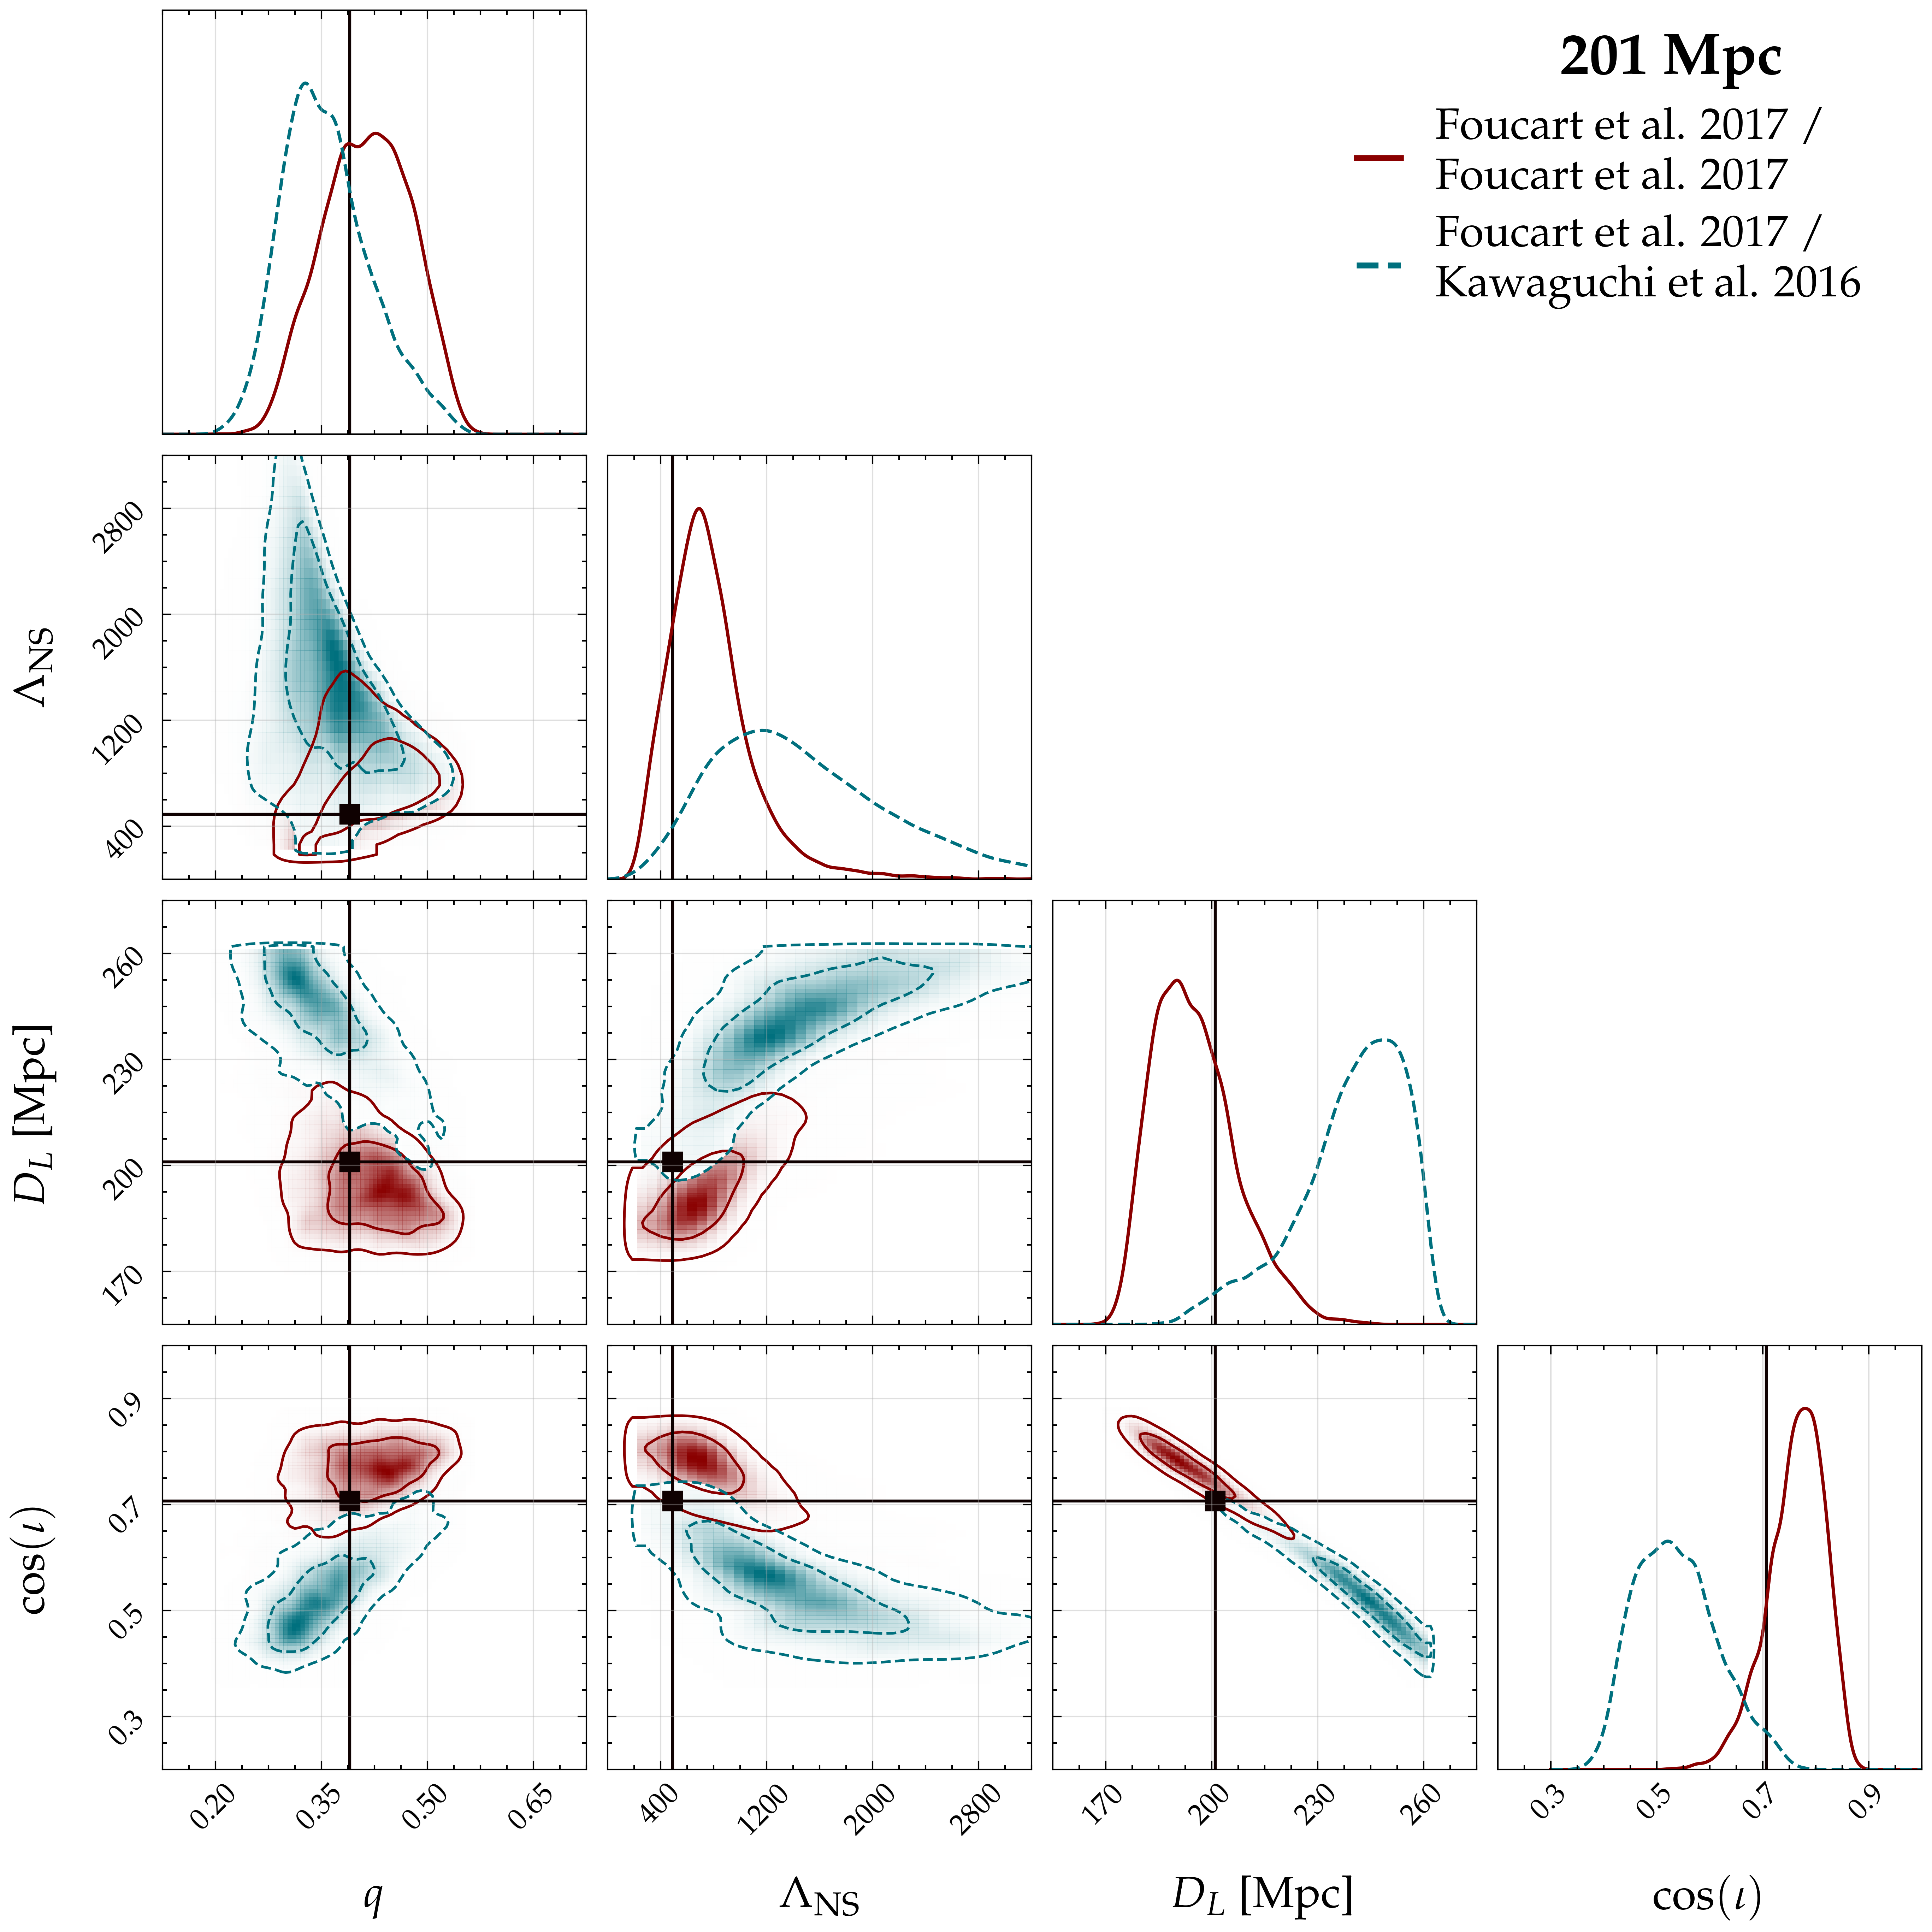 201 Mpc
Foucart et al. 2017 /
Foucart et al. 2017
Foucart et al. 2017 /
Kawaguchi et al. 2016
Λ_NS
2800
2000
1200
400
D_L [Mpc]
260
230
200
170
cos(ι)
0.9
0.7
0.5
0.3
0.20 0.35 0.50 0.65
400 1200 2000 2800
170 200 230 260
0.3 0.5 0.7 0.9
q
Λ_NS
D_L [Mpc]
cos(ι)